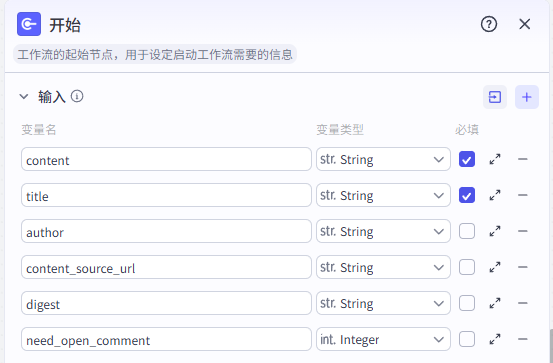 开始
工作流的起始节点，用于设定启动工作流需要的信息
输入
变量名 变量类型 必填
content str. String
title str. String
author str. String
content_source_url str. String
digest str. String
need_open_comment int. Integer